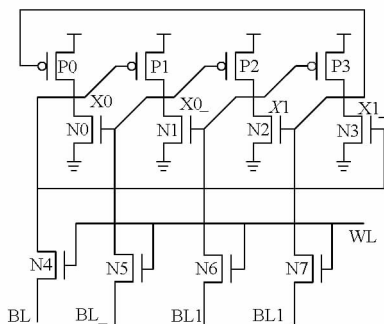 P0 P1 P2 P3
X0 X0_ X1 X1_
N0 N1 N2 N3
WL
N4 N5 N6 N7
BL BL_ BL1 BL1